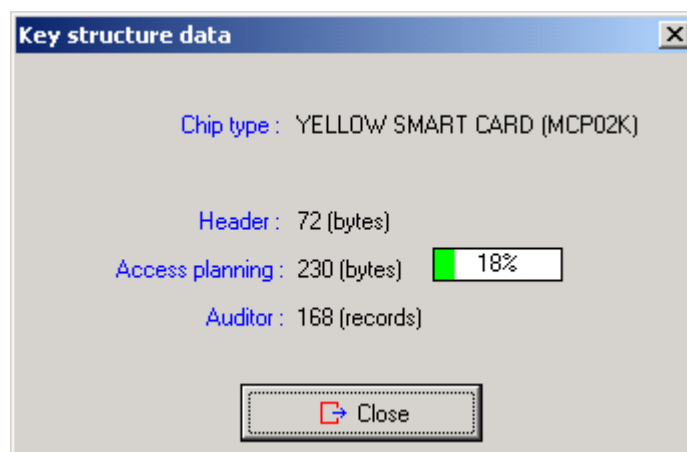 Key structure data
Chip type : YELLOW SMART CARD (MCP02K)
Header : 72 (bytes)
Access planning : 230 (bytes) 18%
Auditor : 168 (records)
Close